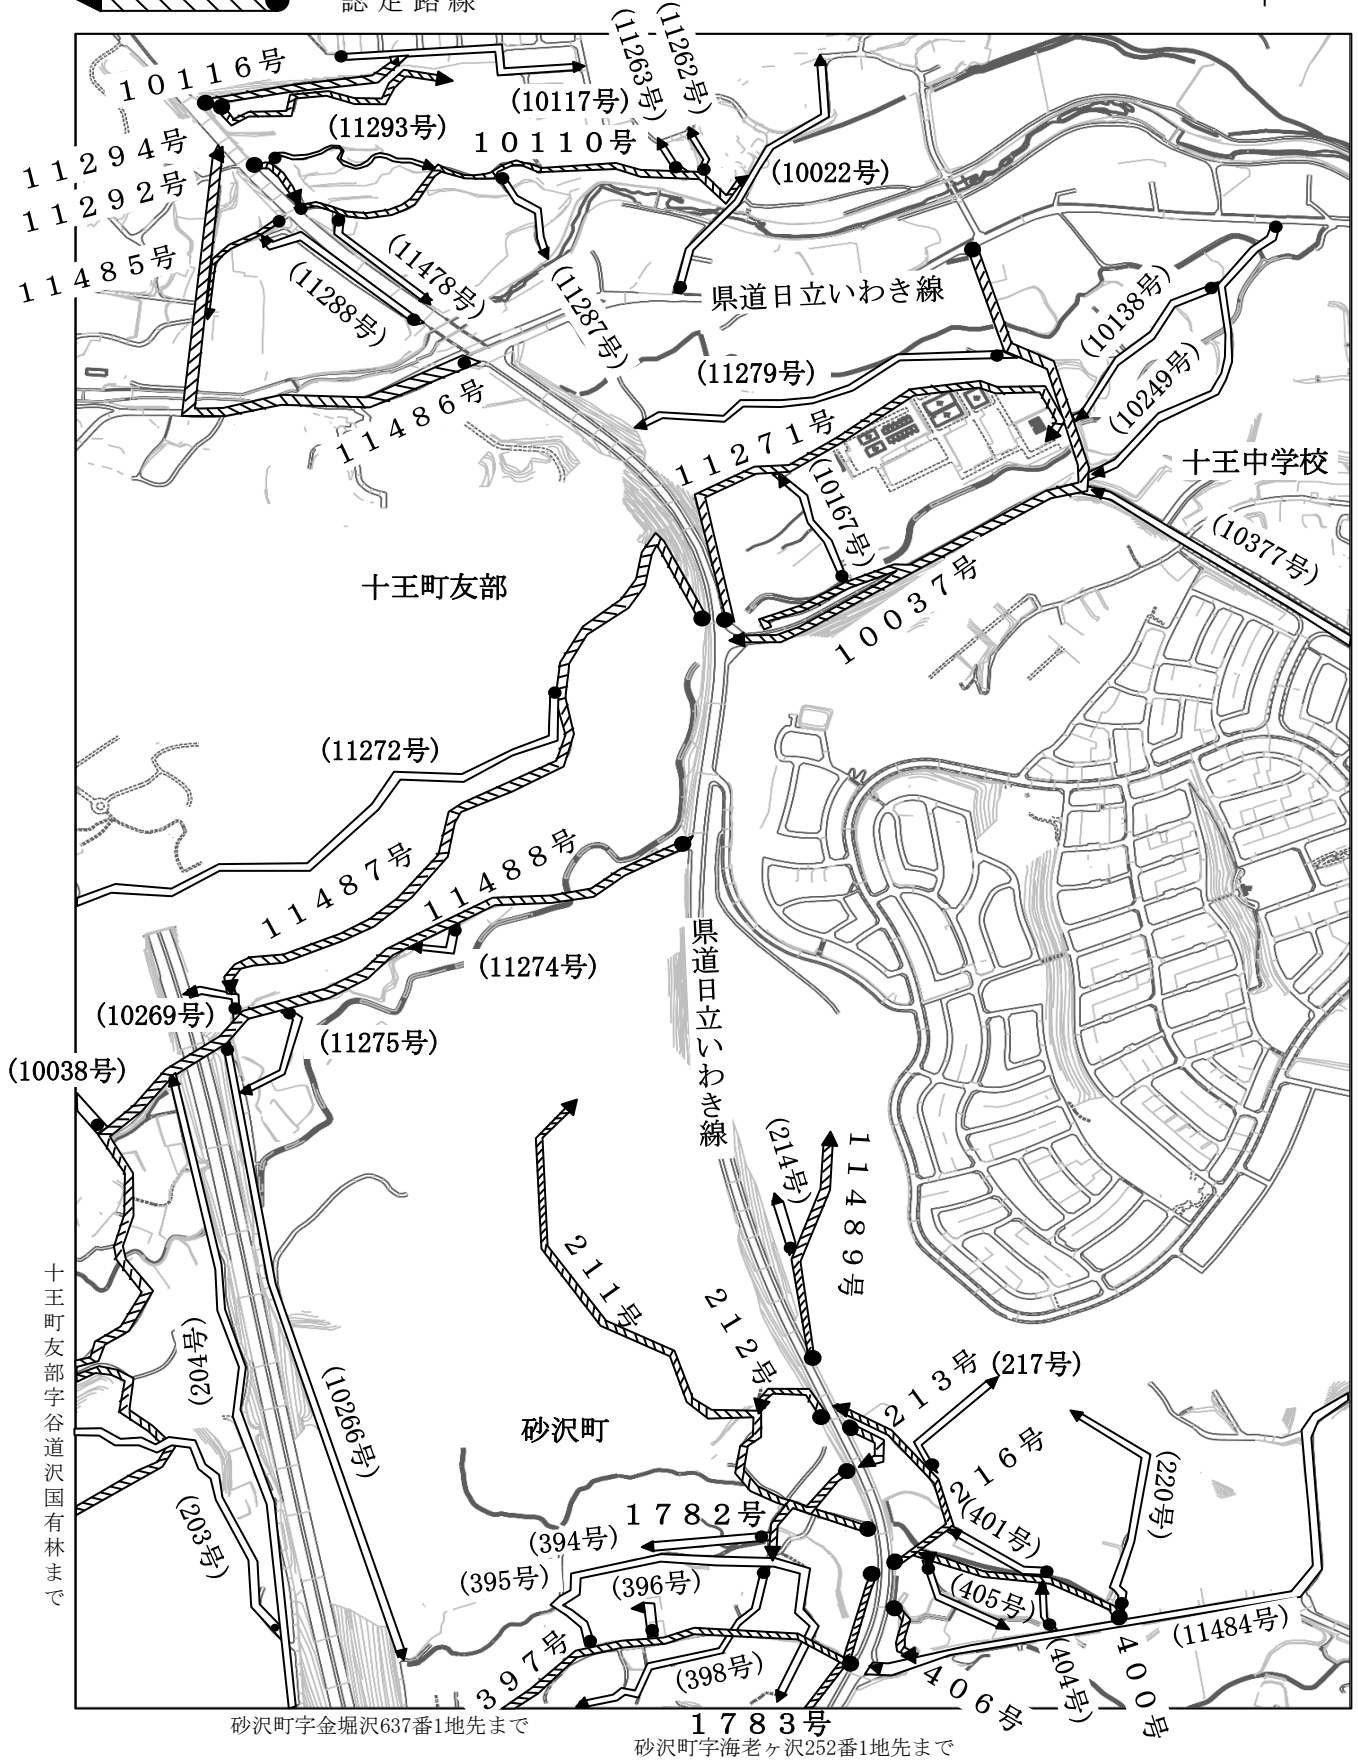 認定路線
10116号
(10117号)
(11263号)
(11262号)
(11293号)
10110号
(10022号)
11294号
11292号
11485号
(11478号)
(11288号)
(11287号)
県道日立いわき線
(10138号)
(10249号)
(11279号)
11486号
11271号
(10167号)
十王中学校
(10377号)
十王町友部
10037号
(11272号)
11487号
11488号
(11274号)
県道日立いわき線
(10269号)
(11275号)
(10038号)
(214号)
11489号
211号
212号
十王町友部字谷道沢国有林まで
(204号)
(10266号)
213号
(217号)
砂沢町
216号
(220号)
(203号)
1782号
(401号)
(394号)
(395号)
(396号)
(405号)
(11484号)
397号
(398号)
406号
(404号)
400号
1783号
砂沢町字金堀沢637番1地先まで
砂沢町字海老ヶ沢252番1地先まで